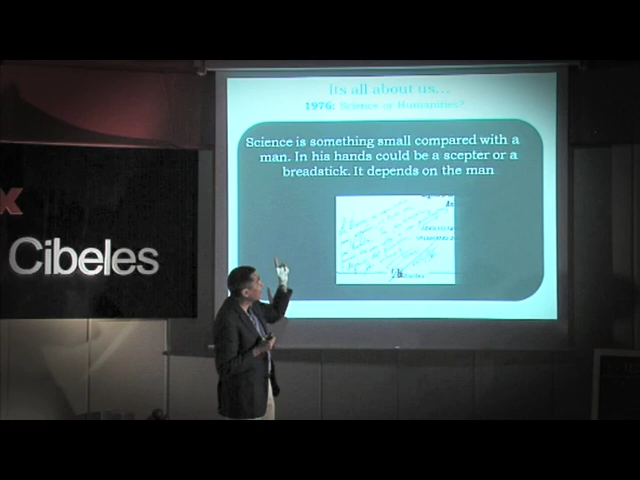 Its all about us...
1976: Science or Humanities?
Science is something small compared with a
man. In his hands could be a scepter or a
breadstick. It depends on the man
x
Cibeles